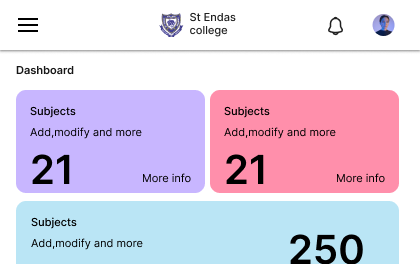 St Endas
college
Dashboard
Subjects
Add,modify and more
21
More info
Subjects
Add,modify and more
21
More info
Subjects
Add,modify and more
250